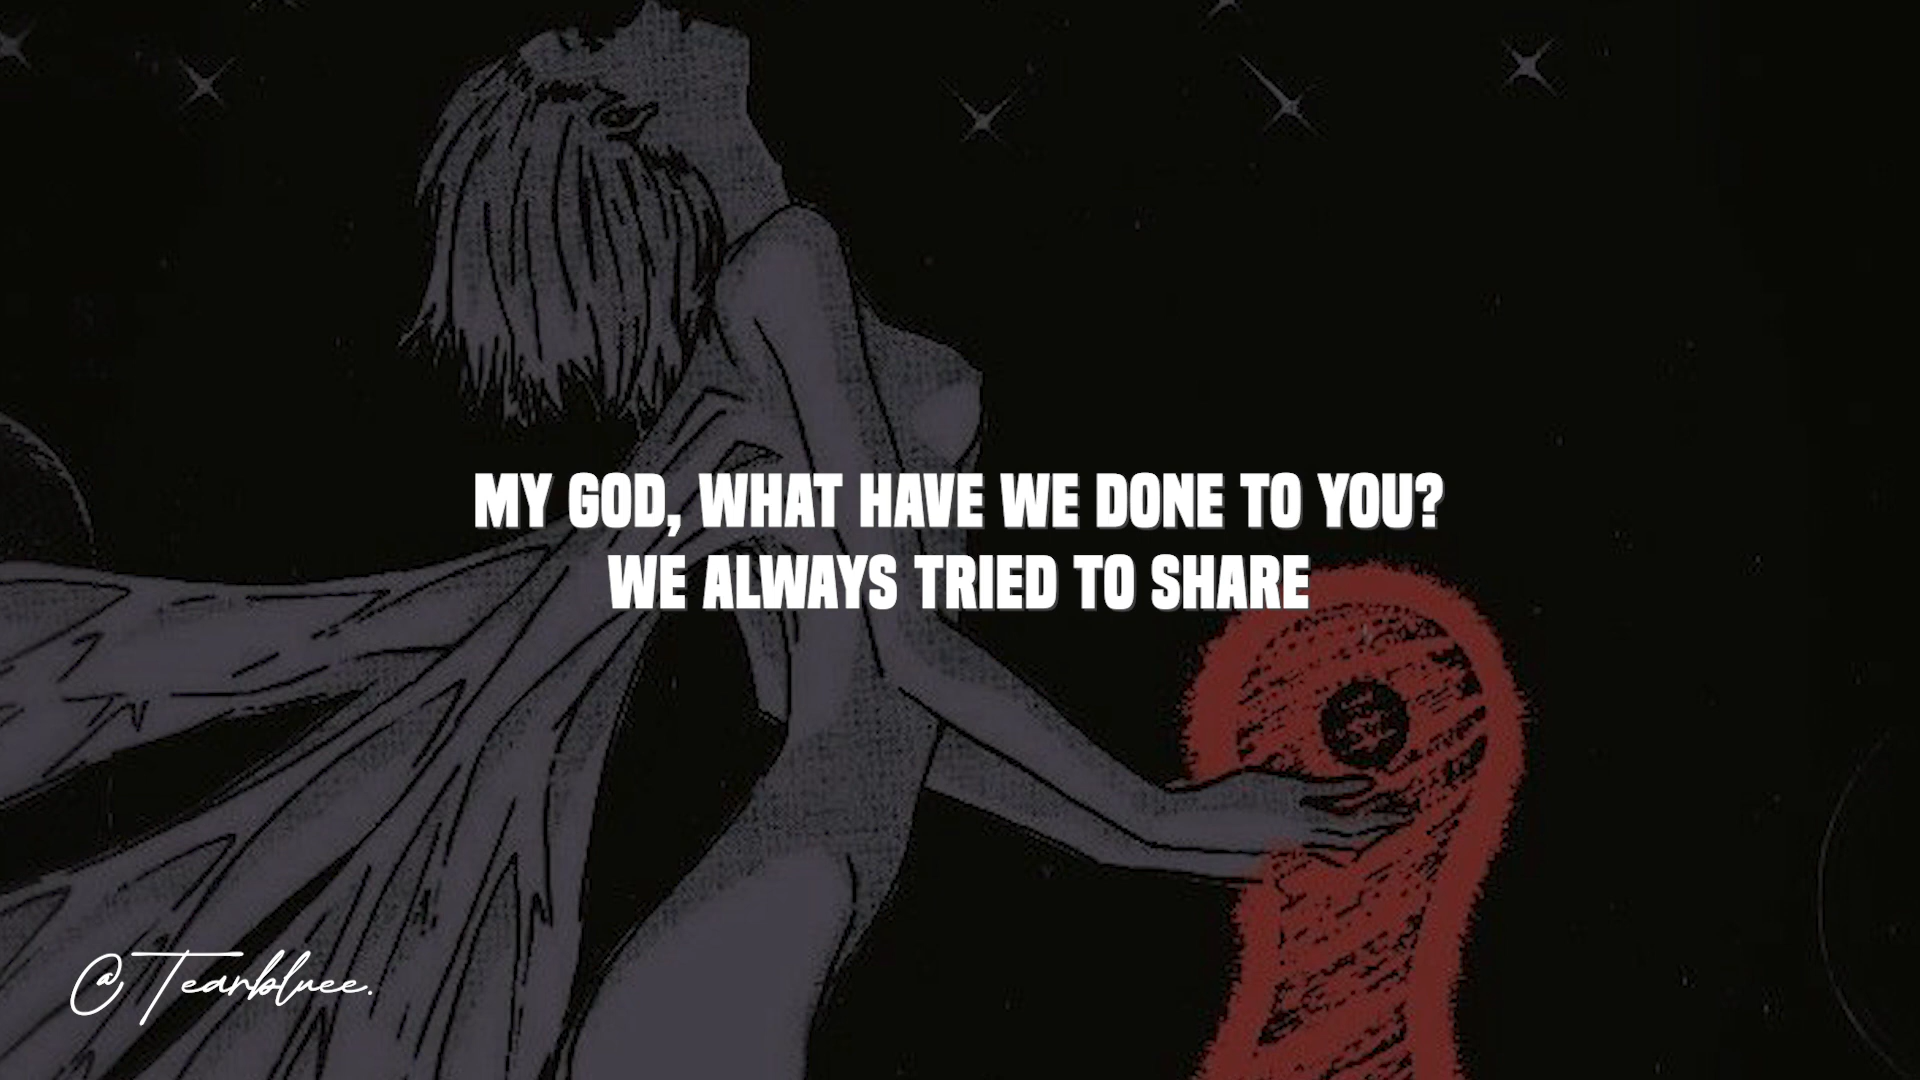 MY GOD, WHAT HAVE WE DONE TO YOU?
WE ALWAYS TRIED TO SHARE
@Tearbluee.